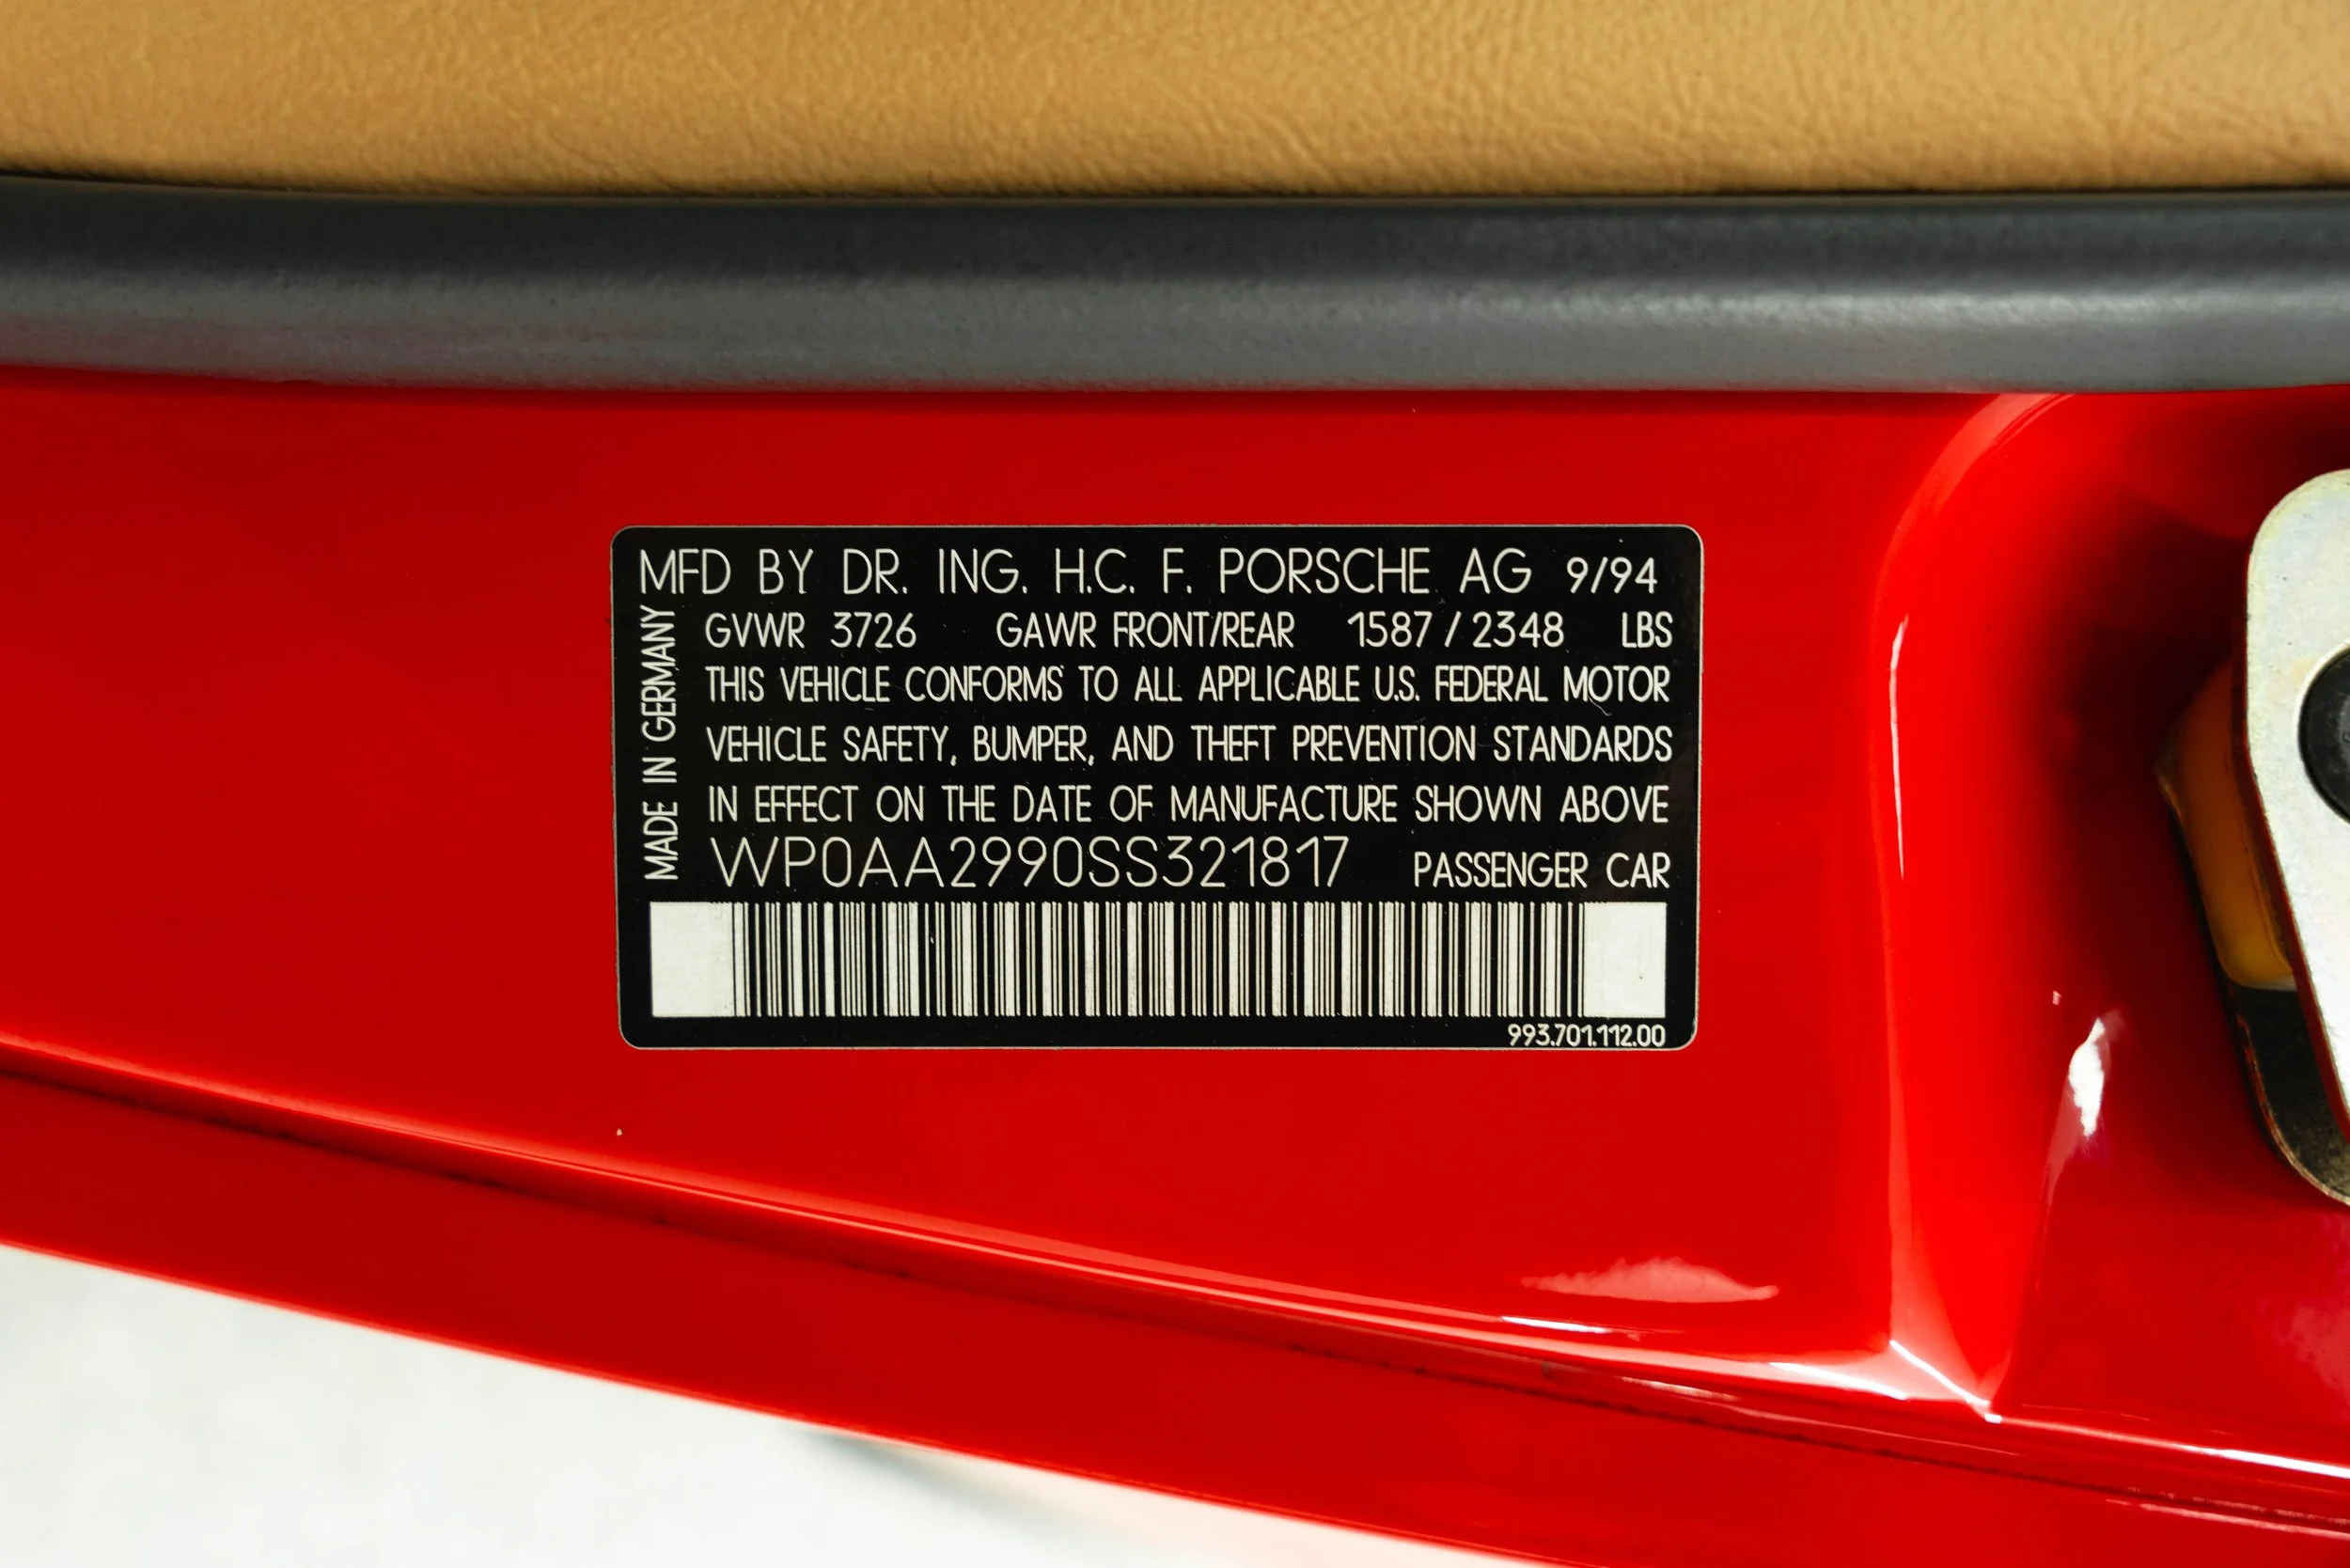 MFD BY DR. ING. H.C. F. PORSCHE AG 9/94
GVWR 3726 GAWR FRONT/REAR 1587 / 2348 LBS
THIS VEHICLE CONFORMS TO ALL APPLICABLE U.S. FEDERAL MOTOR
VEHICLE SAFETY, BUMPER, AND THEFT PREVENTION STANDARDS
IN EFFECT ON THE DATE OF MANUFACTURE SHOWN ABOVE
WP0AA2990SS321817 PASSENGER CAR
993.701.112.00
MADE IN GERMANY